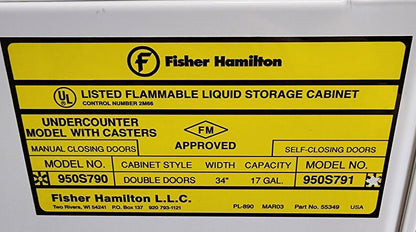 F Fisher Hamilton
UL LISTED FLAMMABLE LIQUID STORAGE CABINET
CONTROL NUMBER 2M66
UNDERCOUNTER
MODEL WITH CASTERS
FM
APPROVED
MANUAL CLOSING DOORS SELF-CLOSING DOORS
MODEL NO. CABINET STYLE WIDTH CAPACITY MODEL NO.
950S790 DOUBLE DOORS 34" 17 GAL. 950S791
Fisher Hamilton L.L.C.
Two Rivers, WI 54241 P.O. Box 137 920 793-1121 PL-890 MAR03 Part No. 55349 USA